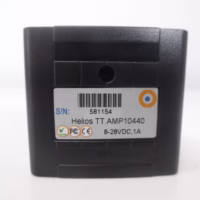 S/N:
581154
Helios TT AMP10440
8-28VDC,1A